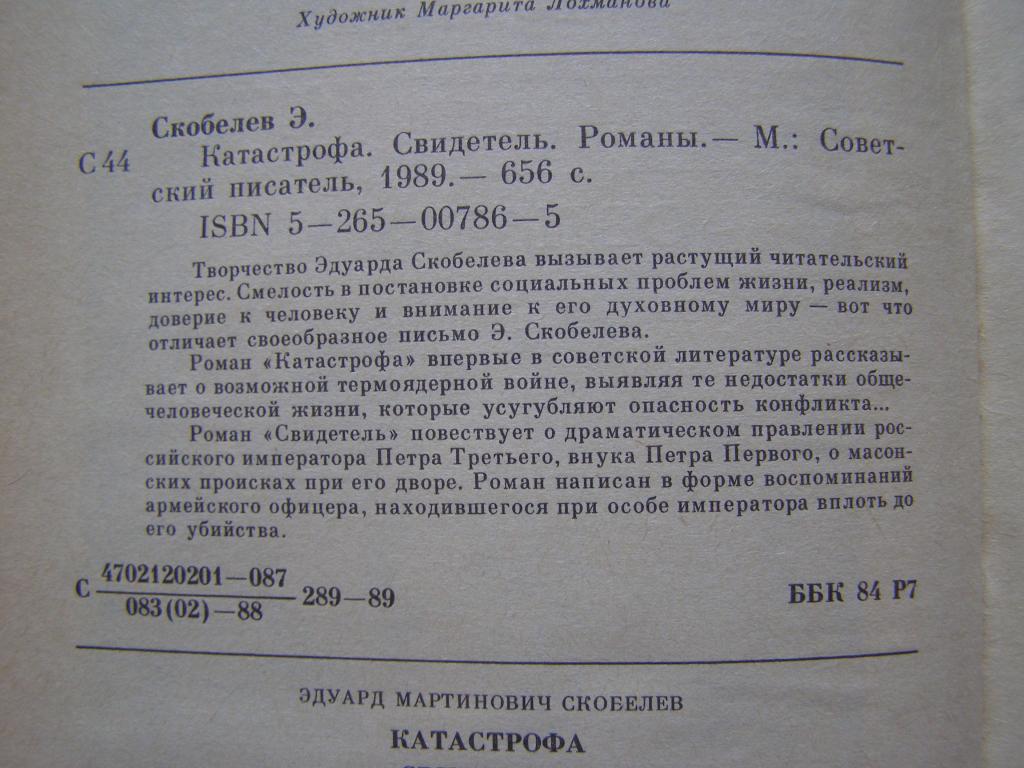 Художник Маргарита Лохманова
Скобелев Э.
С 44
Катастрофа. Свидетель. Романы.— М.: Совет-
ский писатель, 1989.— 656 с.
ISBN 5—265—00786—5
Творчество Эдуарда Скобелева вызывает растущий читательский
интерес. Смелость в постановке социальных проблем жизни, реализм,
доверие к человеку и внимание к его духовному миру — вот что
отличает своеобразное письмо Э. Скобелева.
Роман «Катастрофа» впервые в советской литературе рассказы-
вает о возможной термоядерной войне, выявляя те недостатки обще-
человеческой жизни, которые усугубляют опасность конфликта...
Роман «Свидетель» повествует о драматическом правлении рос-
сийского императора Петра Третьего, внука Петра Первого, о масон-
ских происках при его дворе. Роман написан в форме воспоминаний
армейского офицера, находившегося при особе императора вплоть до
его убийства.
С 4702120201—087
083(02)—88
289—89
ББК 84 Р7
ЭДУАРД МАРТИНОВИЧ СКОБЕЛЕВ
КАТАСТРОФА